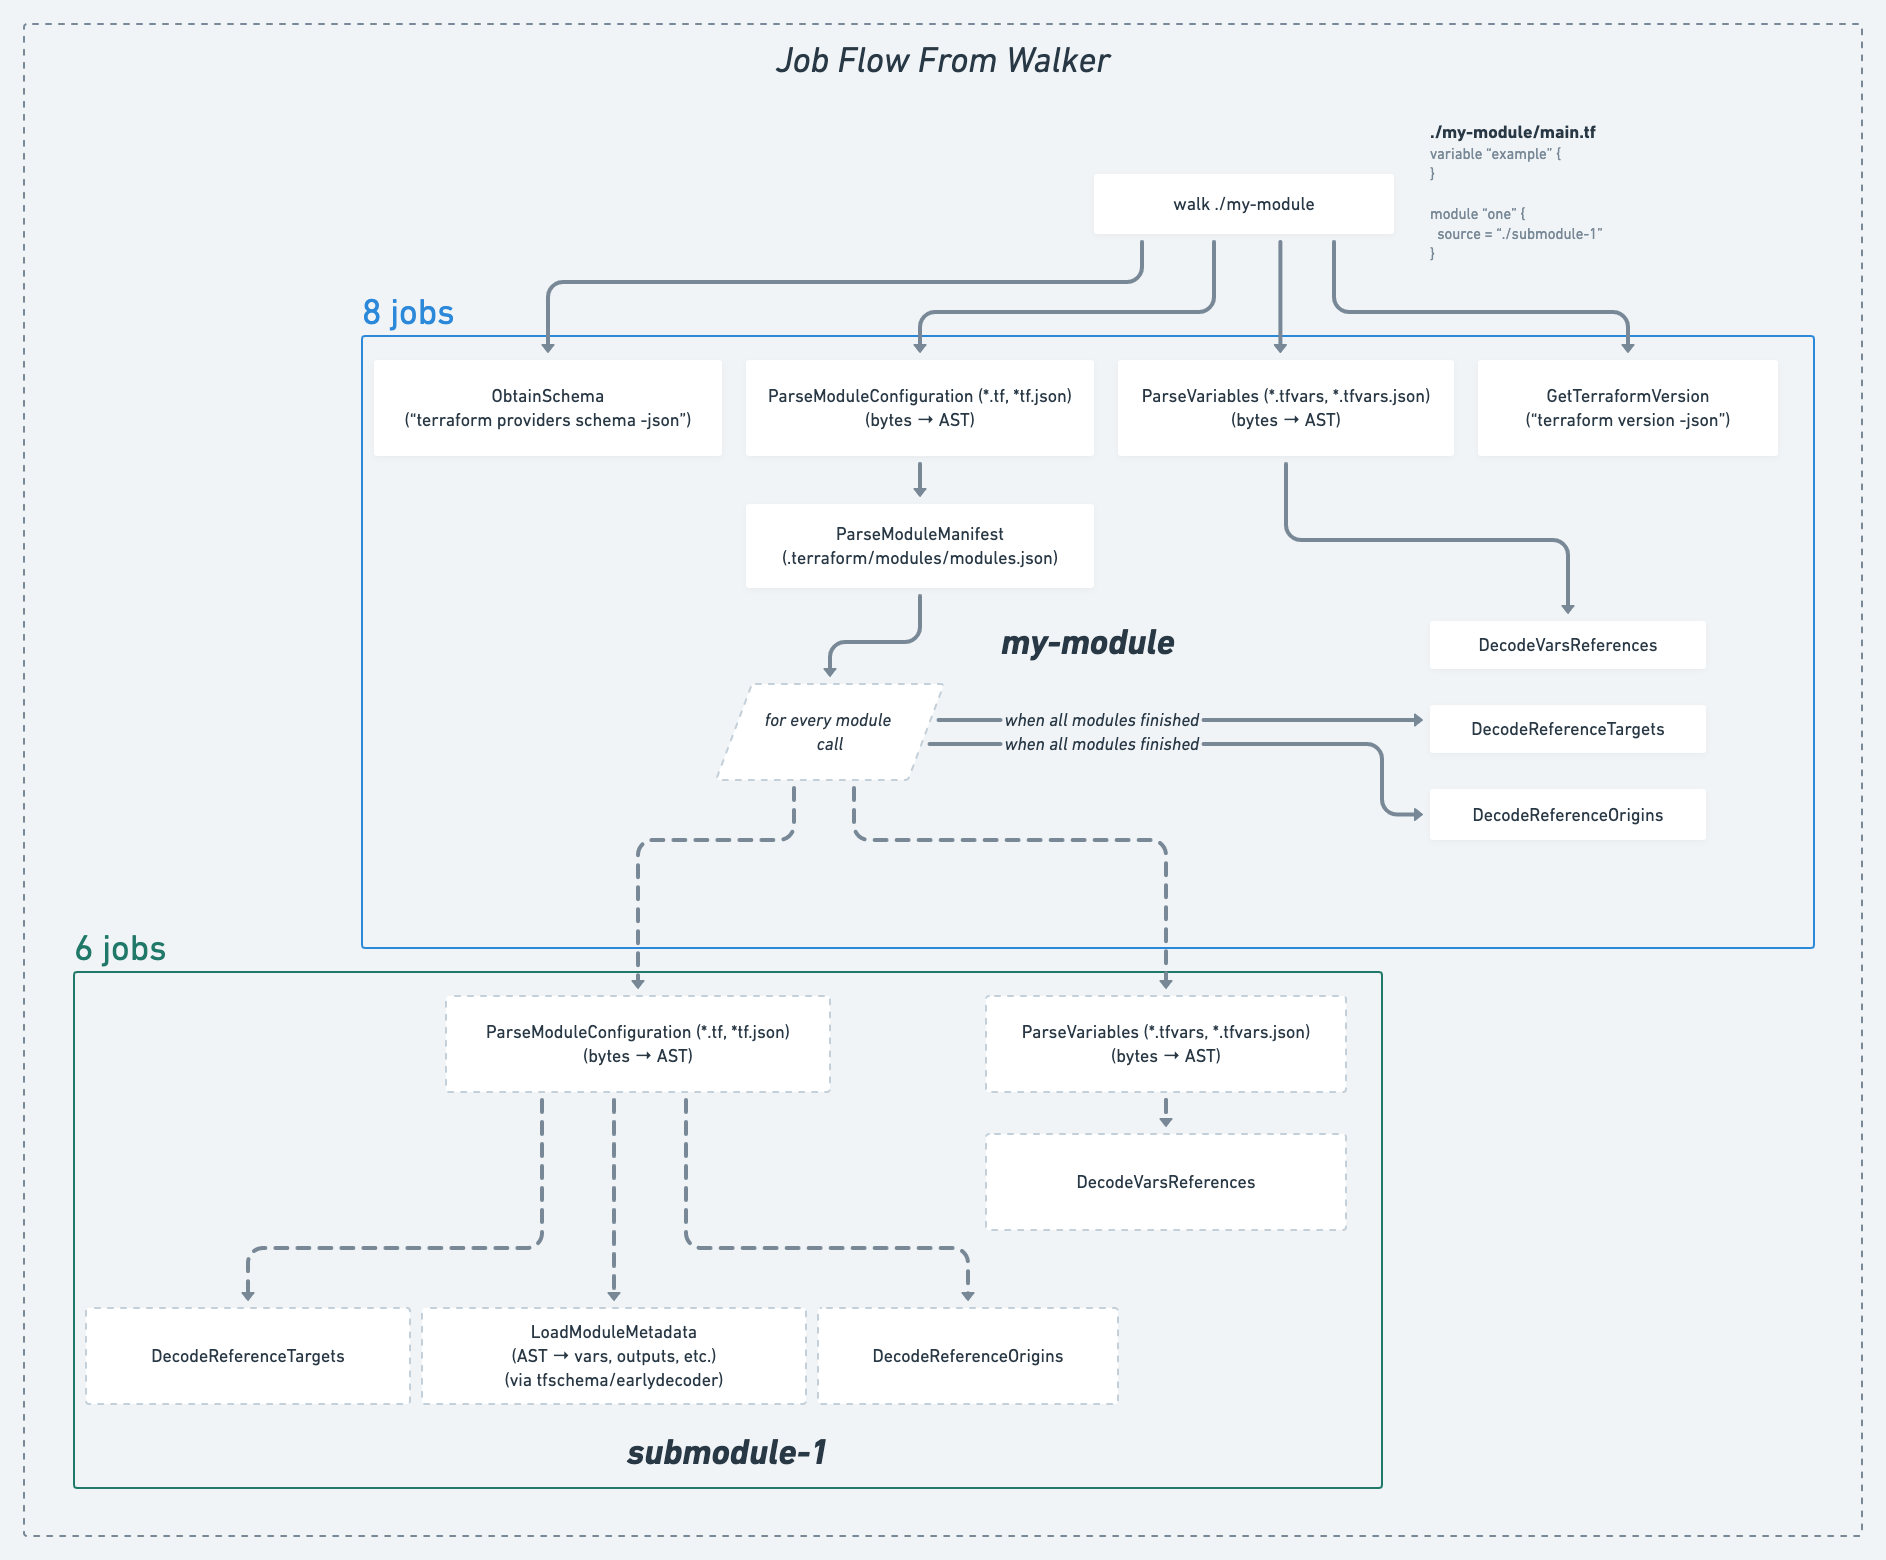 Job Flow From Walker
./my-module/main.tf
variable “example” {
}
module “one” {
source = “./submodule-1”
}
walk ./my-module
8 jobs
ObtainSchema
(“terraform providers schema -json”)
ParseModuleConfiguration (*.tf, *tf.json)
(bytes → AST)
ParseVariables (*.tfvars, *.tfvars.json)
(bytes → AST)
GetTerraformVersion
(“terraform version -json”)
ParseModuleManifest
(.terraform/modules/modules.json)
my-module
DecodeVarsReferences
for every module
call
when all modules finished
when all modules finished
DecodeReferenceTargets
DecodeReferenceOrigins
6 jobs
ParseModuleConfiguration (*.tf, *tf.json)
(bytes → AST)
ParseVariables (*.tfvars, *.tfvars.json)
(bytes → AST)
DecodeVarsReferences
DecodeReferenceTargets
LoadModuleMetadata
(AST → vars, outputs, etc.)
(via tfschema/earlydecoder)
DecodeReferenceOrigins
submodule-1